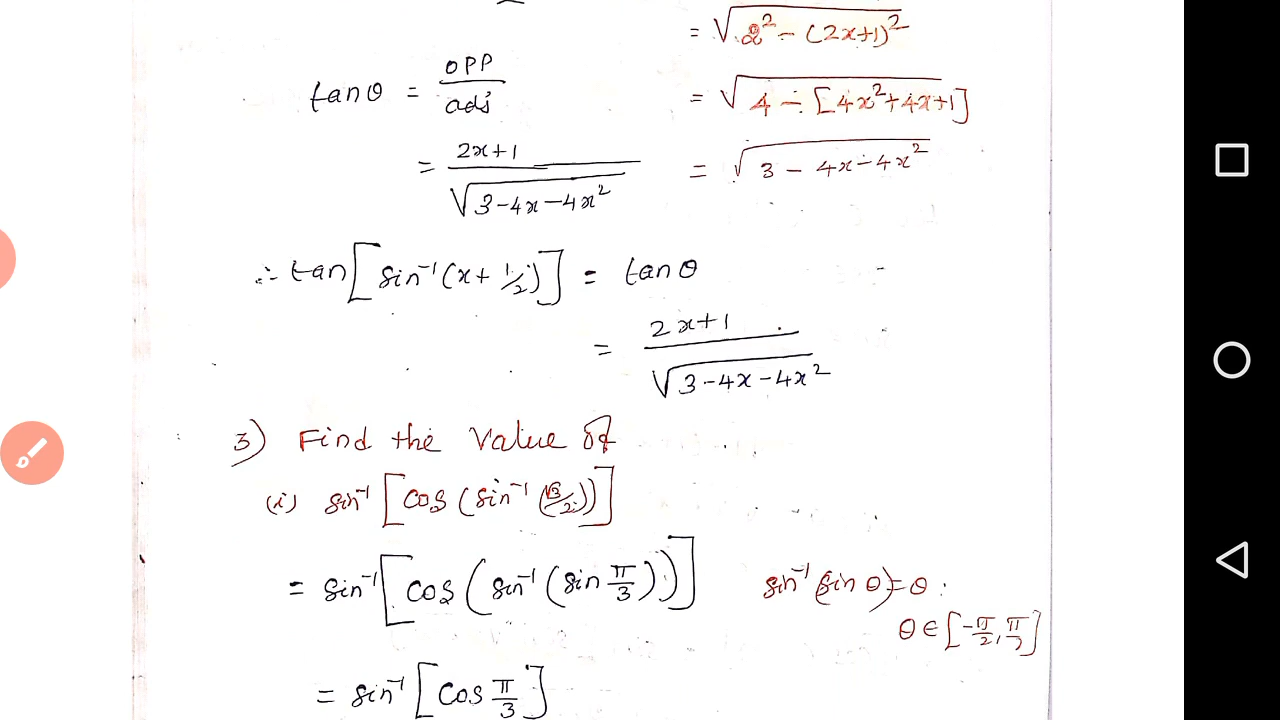 = √(2² - (2x+1)²)
tan θ = opp/adj
= √(4 - [4x²+4x+1])
= 2x+1/√(3-4x-4x²)
= √(3 - 4x - 4x²)
∴ tan[sin⁻¹(x+1/2)] = tan θ
= 2x+1/√(3-4x-4x²)
3) Find the value of
(i) sin⁻¹[cos(sin⁻¹(√3/2))]
= sin⁻¹[cos(sin⁻¹(sin π/3))]
sin⁻¹(sin θ)=θ.
θ∈[-π/2, π/2]
= sin⁻¹[cos π/3]